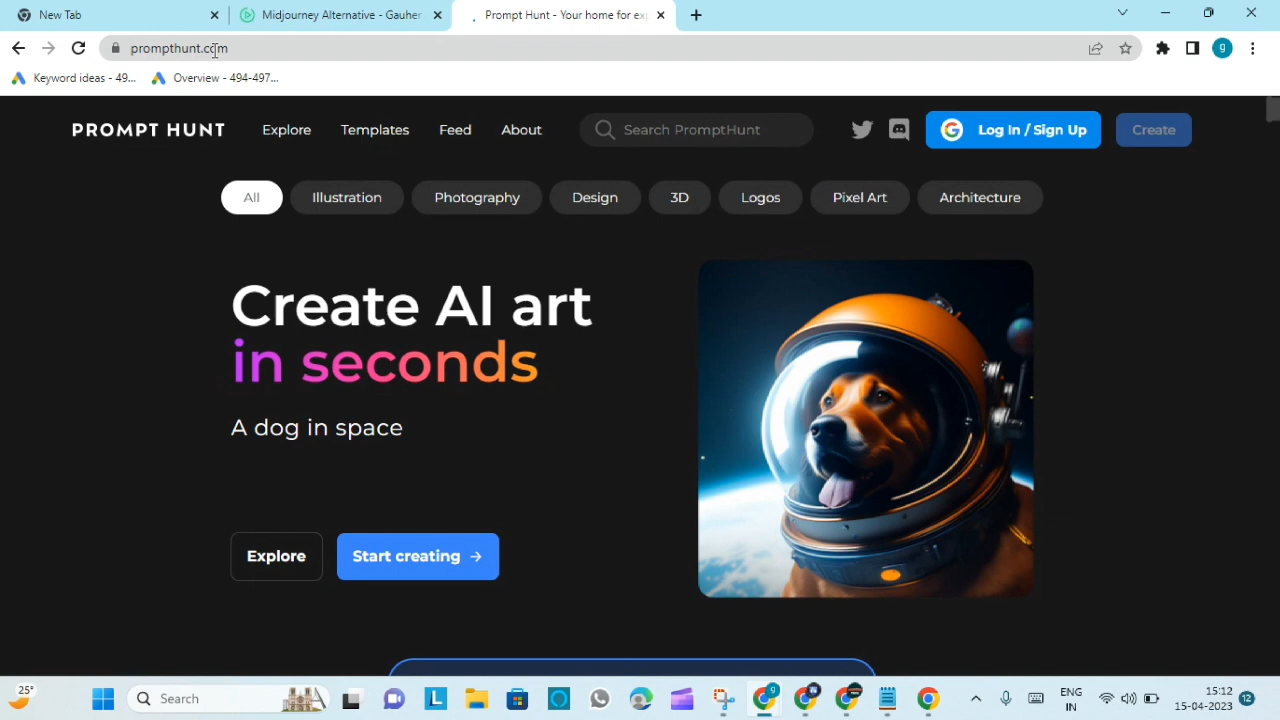 New Tab
Midjourney Alternative - Gauher
Prompt Hunt - Your home for exp
prompthunt.com
g
Keyword ideas - 49...
Overview - 494-497...
PROMPT HUNT
Explore
Templates
Feed
About
Search PromptHunt
Log In / Sign Up
Create
All
Illustration
Photography
Design
3D
Logos
Pixel Art
Architecture
Create AI art
in seconds
A dog in space
Explore
Start creating →
25°
Search
ENG
IN
15:12
15-04-2023
12